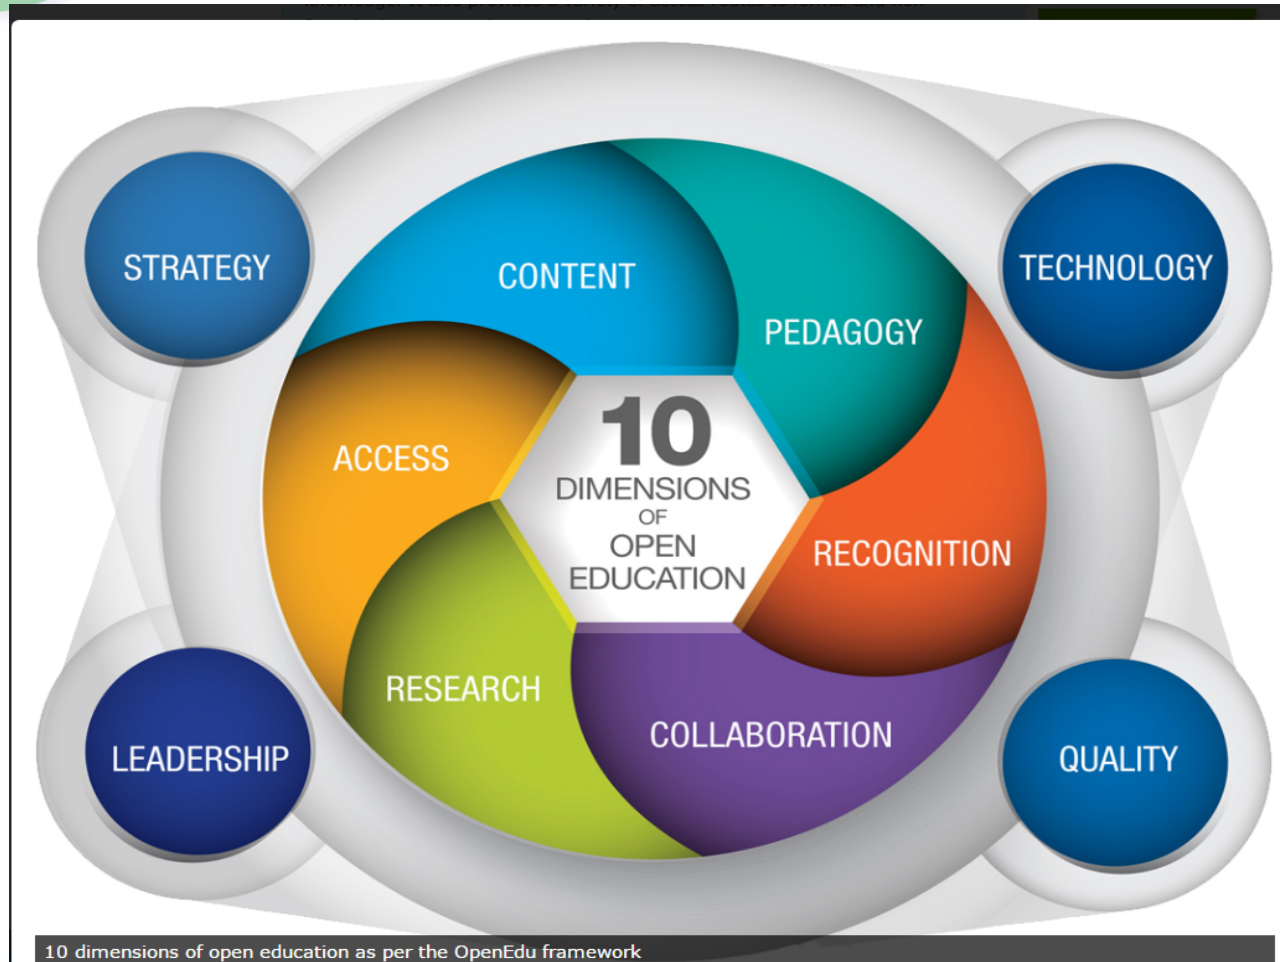 STRATEGY
TECHNOLOGY
CONTENT
PEDAGOGY
ACCESS
10
DIMENSIONS
OF
OPEN
EDUCATION
RECOGNITION
RESEARCH
COLLABORATION
LEADERSHIP
QUALITY
10 dimensions of open education as per the OpenEdu framework